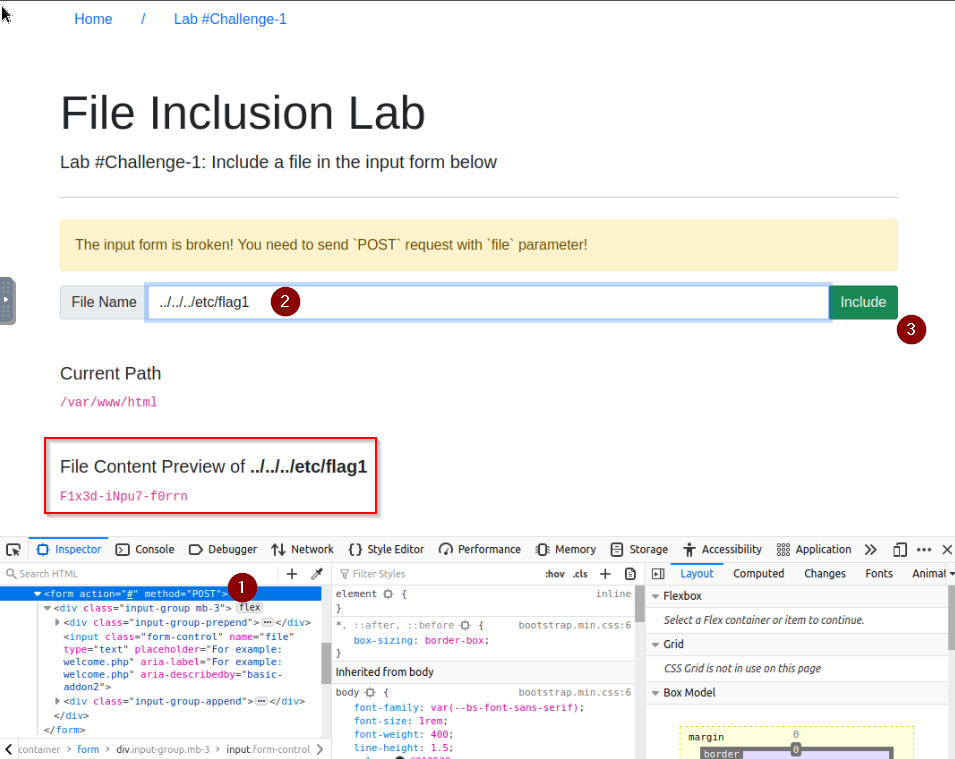 Home / Lab #Challenge-1
File Inclusion Lab
Lab #Challenge-1: Include a file in the input form below
The input form is broken! You need to send `POST` request with `file` parameter!
File Name ../../../etc/flag1 2 Include
3
Current Path
/var/www/html
File Content Preview of ../../../etc/flag1
F1x3d-iNpu7-f0rrn
Inspector Console Debugger Network Style Editor Performance Memory Storage Accessibility Application
Search HTML
<form action="#" method="POST"> 1
<div class="input-group mb-3"> flex
<div class="input-group-prepend"> </div>
<input class="form-control" name="file"
type="text" placeholder="For example:
welcome.php" aria-label="For example:
welcome.php" aria-describedby="basic-
addon2">
<div class="input-group-append"> </div>
</div>
</form>
container > form > div.input-group.mb-3 > input.form-control
Filter Styles :hov .cls
element { inline
}
*, ::after, ::before { bootstrap.min.css:6
box-sizing: border-box;
}
Inherited from body
body { bootstrap.min.css:6
font-family: var(--bs-font-sans-serif);
font-size: 1rem;
font-weight: 400;
line-height: 1.5;
Layout Computed Changes Fonts Animat
Flexbox
Select a Flex container or item to continue.
Grid
CSS Grid is not in use on this page
Box Model
margin 0
border 0